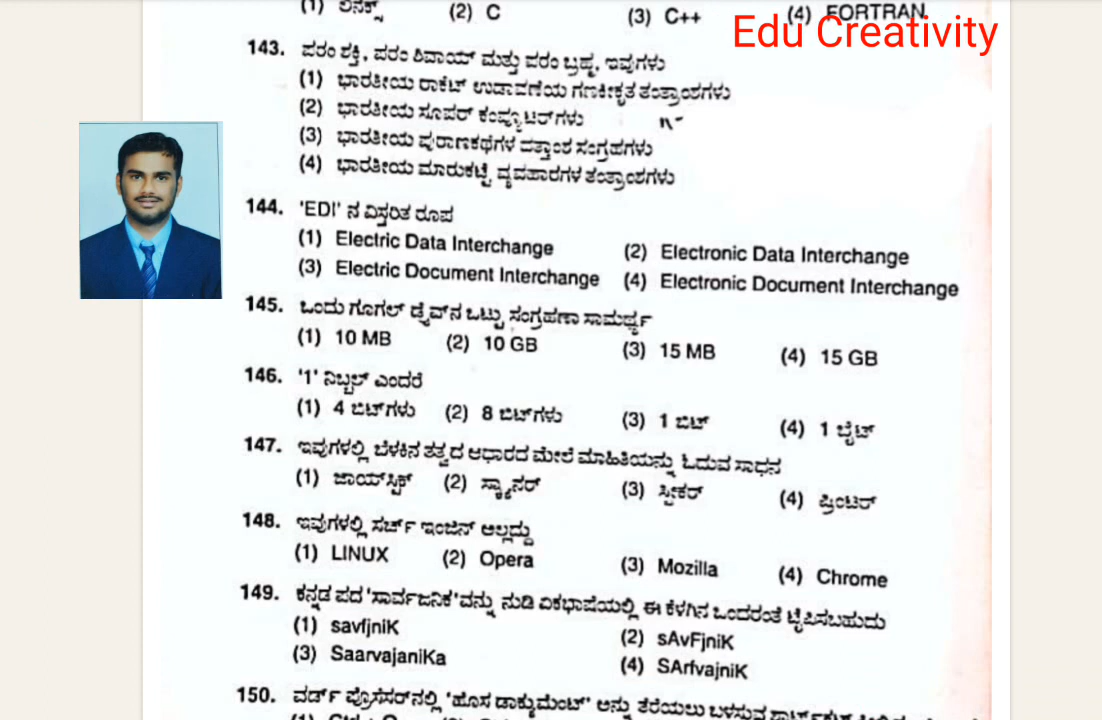 (1) ಲಿನಕ್ಸ್ (2) C (3) C++ (4) FORTRAN
Edu Creativity
143. ಪರಂ ಶಕ್ತಿ, ಪರಂ ಶಿವಾಯ್ ಮತ್ತು ಪರಂ ಬ್ರಹ್ಮ, ಇವುಗಳು
(1) ಭಾರತೀಯ ರಾಕೆಟ್ ಉಡಾವಣೆಯ ಗಣಕೀಕೃತ ತಂತ್ರಾಂಶಗಳು
(2) ಭಾರತೀಯ ಸೂಪರ್ ಕಂಪ್ಯೂಟರ್‌ಗಳು
(3) ಭಾರತೀಯ ಪುರಾಣಕಥೆಗಳ ದತ್ತಾಂಶ ಸಂಗ್ರಹಗಳು
(4) ಭಾರತೀಯ ಮಾರುಕಟ್ಟೆ ವ್ಯವಹಾರಗಳ ತಂತ್ರಾಂಶಗಳು
144. 'EDI' ನ ವಿಸ್ತರಿತ ರೂಪ
(1) Electric Data Interchange (2) Electronic Data Interchange
(3) Electric Document Interchange (4) Electronic Document Interchange
145. ಒಂದು ಗೂಗಲ್ ಡ್ರೈವ್‌ನ ಒಟ್ಟು ಸಂಗ್ರಹಣಾ ಸಾಮರ್ಥ್ಯ
(1) 10 MB (2) 10 GB (3) 15 MB (4) 15 GB
146. '1' ನಿಬ್ಬಲ್ ಎಂದರೆ
(1) 4 ಬಿಟ್‌ಗಳು (2) 8 ಬಿಟ್‌ಗಳು (3) 1 ಬಿಟ್ (4) 1 ಬೈಟ್
147. ಇವುಗಳಲ್ಲಿ ಬೆಳಕಿನ ತತ್ವದ ಆಧಾರದ ಮೇಲೆ ಮಾಹಿತಿಯನ್ನು ಓದುವ ಸಾಧನ
(1) ಜಾಯ್‌ಸ್ಟಿಕ್ (2) ಸ್ಕ್ಯಾನರ್ (3) ಸ್ಪೀಕರ್ (4) ಪ್ರಿಂಟರ್
148. ಇವುಗಳಲ್ಲಿ ಸರ್ಚ್ ಇಂಜಿನ್ ಅಲ್ಲದ್ದು
(1) LINUX (2) Opera (3) Mozilla (4) Chrome
149. ಕನ್ನಡ ಪದ 'ಸಾರ್ವಜನಿಕ'ವನ್ನು ನುಡಿ ಏಕಭಾಷೆಯಲ್ಲಿ ಈ ಕೆಳಗಿನ ಒಂದರಂತೆ ಟೈಪಿಸಬಹುದು
(1) savfjniK (2) sAvFjniK
(3) SaarvajaniKa (4) SArfvajniK
150. ವರ್ಡ್ ಪ್ರೊಸೆಸರ್‌ನಲ್ಲಿ 'ಹೊಸ ಡಾಕ್ಯುಮೆಂಟ್' ಅನ್ನು ತೆರೆಯಲು ಬಳಸುವ